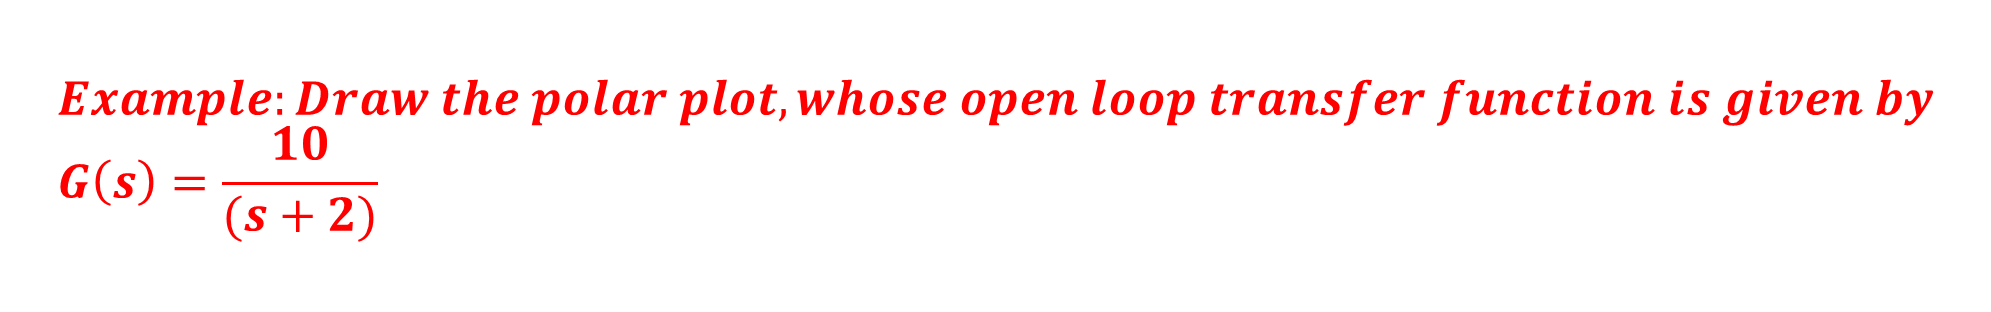 Example: Draw the polar plot, whose open loop transfer function is given by
G(s) = 10/(s + 2)